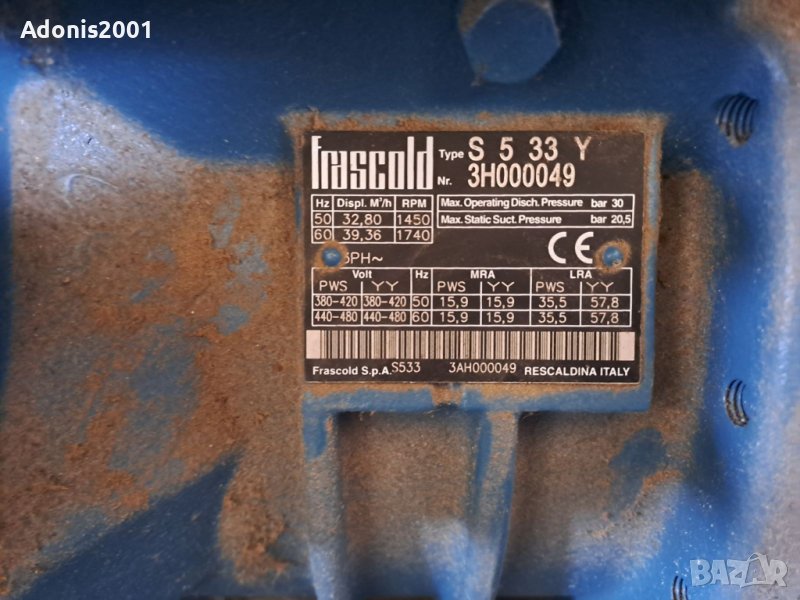 Adonis2001
Frascold Type S 5 33 Y
Nr. 3H000049
Hz Displ. M³/h RPM
50 32,80 1450
60 39,36 1740
Max. Operating Disch. Pressure bar 30
Max. Static Suct. Pressure bar 20,5
3PH~ CE
Volt Hz MRA LRA
PWS YY PWS YY PWS YY
380-420 380-420 50 15,9 15,9 35,5 57,8
440-480 440-480 60 15,9 15,9 35,5 57,8
Frascold S.p.A. S533 3AH000049 RESCALDINA ITALY
BAZAR